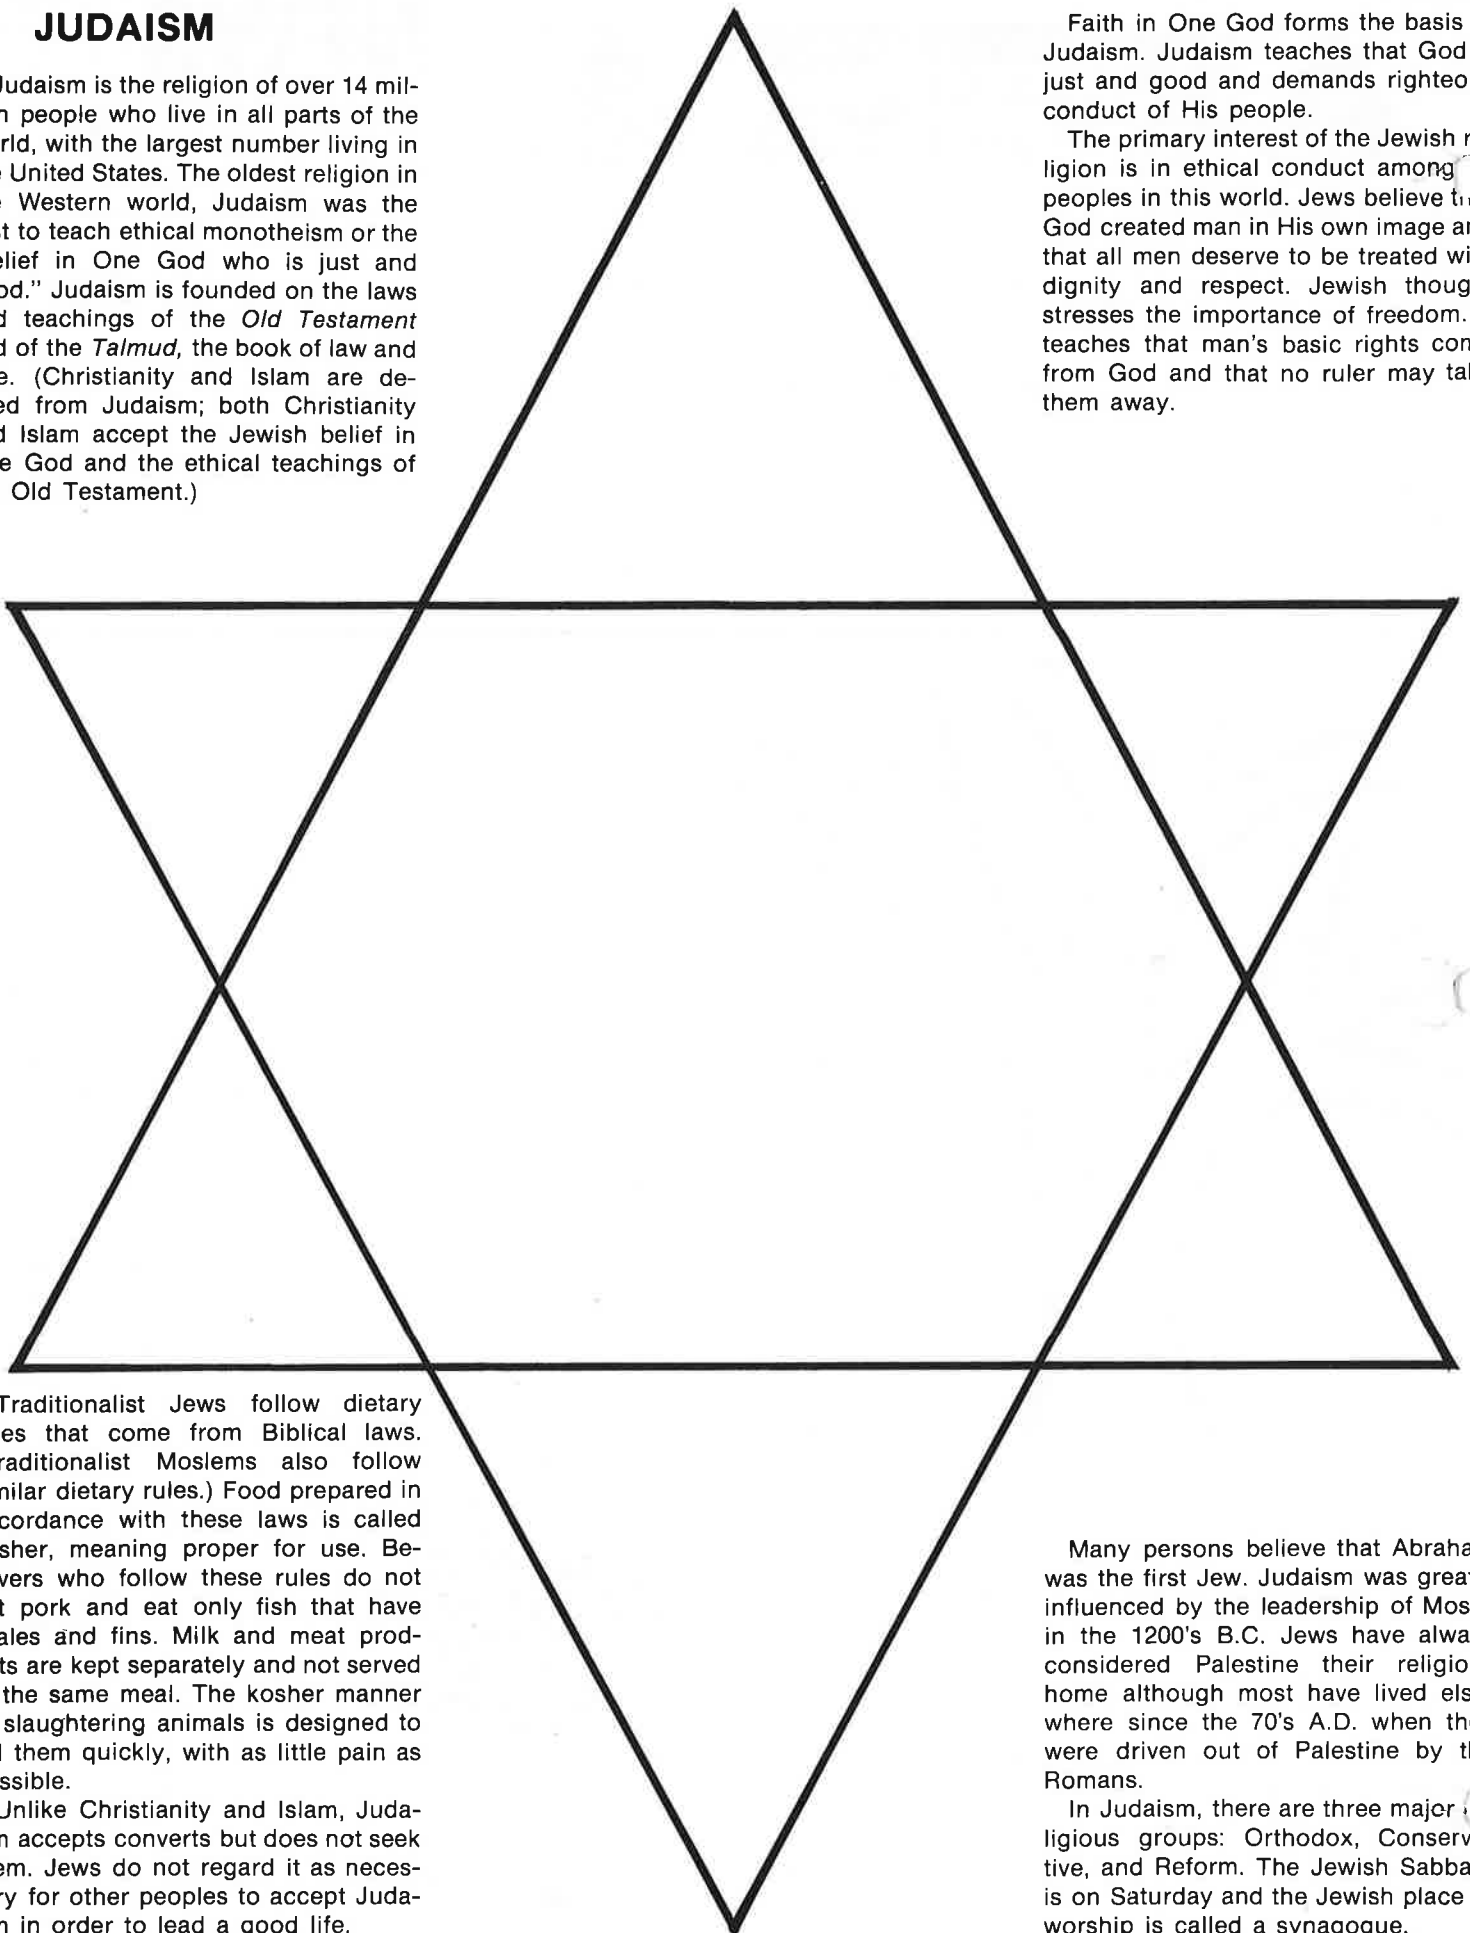 JUDAISM
Judaism is the religion of over 14 mil-
n people who live in all parts of the
rld, with the largest number living in
e United States. The oldest religion in
e Western world, Judaism was the
t to teach ethical monotheism or the
elief in One God who is just and
od." Judaism is founded on the laws
d teachings of the Old Testament
d of the Talmud, the book of law and
e. (Christianity and Islam are de-
ed from Judaism; both Christianity
d Islam accept the Jewish belief in
e God and the ethical teachings of
Old Testament.)
Faith in One God forms the basis
Judaism. Judaism teaches that God
just and good and demands righteo
conduct of His people.
The primary interest of the Jewish r
ligion is in ethical conduct among
peoples in this world. Jews believe t
God created man in His own image a
that all men deserve to be treated wi
dignity and respect. Jewish thoug
stresses the importance of freedom.
teaches that man's basic rights con
from God and that no ruler may tal
them away.
Traditionalist Jews follow dietary
es that come from Biblical laws.
raditionalist Moslems also follow
milar dietary rules.) Food prepared in
cordance with these laws is called
sher, meaning proper for use. Be-
vers who follow these rules do not
t pork and eat only fish that have
ales and fins. Milk and meat prod-
ts are kept separately and not served
the same meal. The kosher manner
slaughtering animals is designed to
l them quickly, with as little pain as
ssible.
Unlike Christianity and Islam, Juda-
n accepts converts but does not seek
em. Jews do not regard it as neces-
ry for other peoples to accept Juda-
n in order to lead a good life.
Many persons believe that Abraha
was the first Jew. Judaism was great
influenced by the leadership of Mos
in the 1200's B.C. Jews have alwa
considered Palestine their religio
home although most have lived els
where since the 70's A.D. when th
were driven out of Palestine by t
Romans.
In Judaism, there are three major
ligious groups: Orthodox, Conserv
tive, and Reform. The Jewish Sabba
is on Saturday and the Jewish place
worship is called a synagogue.